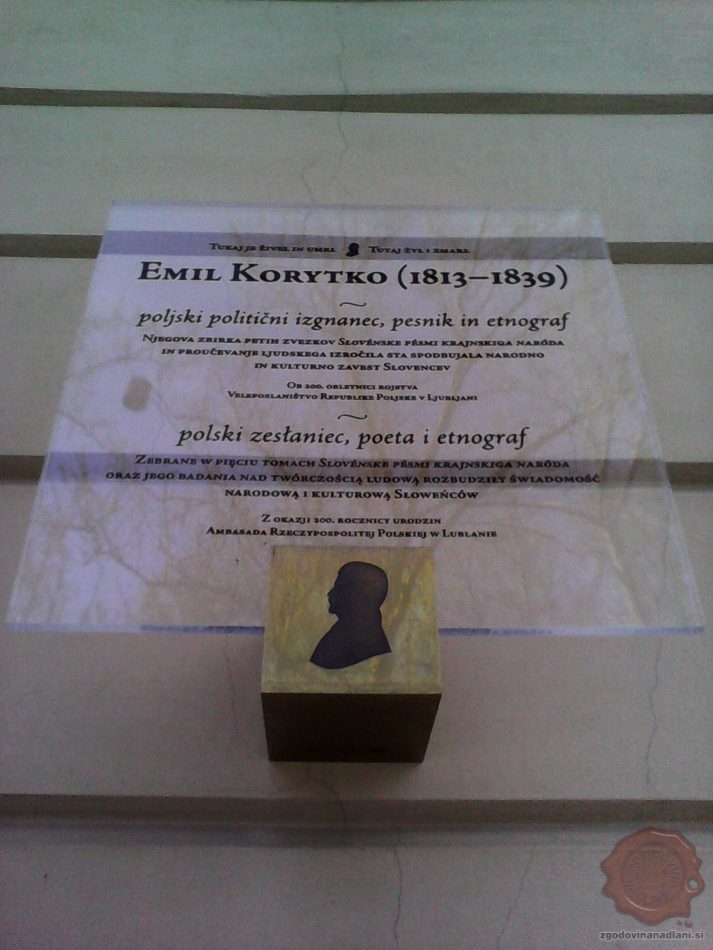 Tukaj je živel in umrl Tutaj żył i zmarł
Emil Korytko (1813–1839)
poljski politični izgnanec, pesnik in etnograf
Njegova zbirka petih zvezkov Slovénske pésmi krajnskiga naróda
in proučevanje ljudskega izročila sta spodbujala narodno
in kulturno zavest Slovencev
Ob 200. obletnici rojstva
Veleposlaništvo Republike Poljske v Ljubljani
polski zesłaniec, poeta i etnograf
Zebrane w pięciu tomach Slovénske pésmi krajnskiga naróda
oraz jego badania nad twórczością ludową rozbudziły świadomość
narodową i kulturową Słoweńców
Z okazji 200. rocznicy urodzin
Ambasada Rzeczypospolitej Polskiej w Lublanie
zgodovinanadlani.si